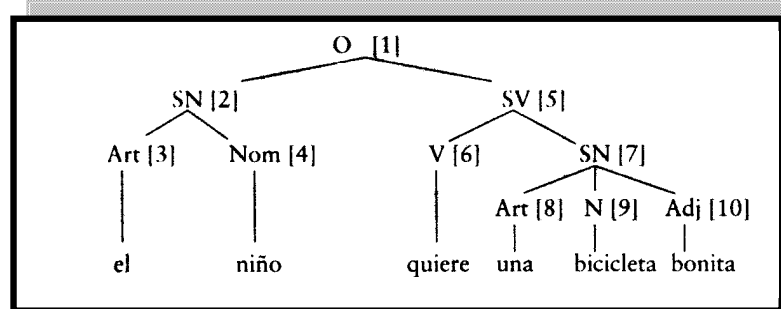 O [1]
SN [2] SV [5]
Art [3] Nom [4] V [6] SN [7]
Art [8] N [9] Adj [10]
el niño quiere una bicicleta bonita